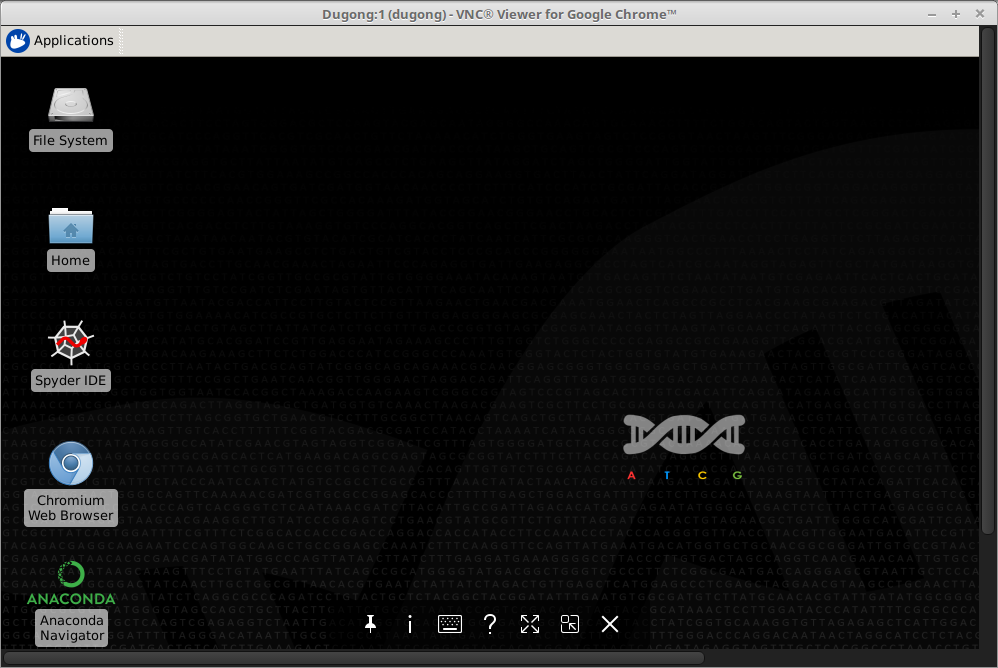 Dugong:1 (dugong) - VNC® Viewer for Google Chrome™
Applications
File System
Home
Spyder IDE
A T C G
Chromium
Web Browser
ANACONDA
Anaconda
Navigator